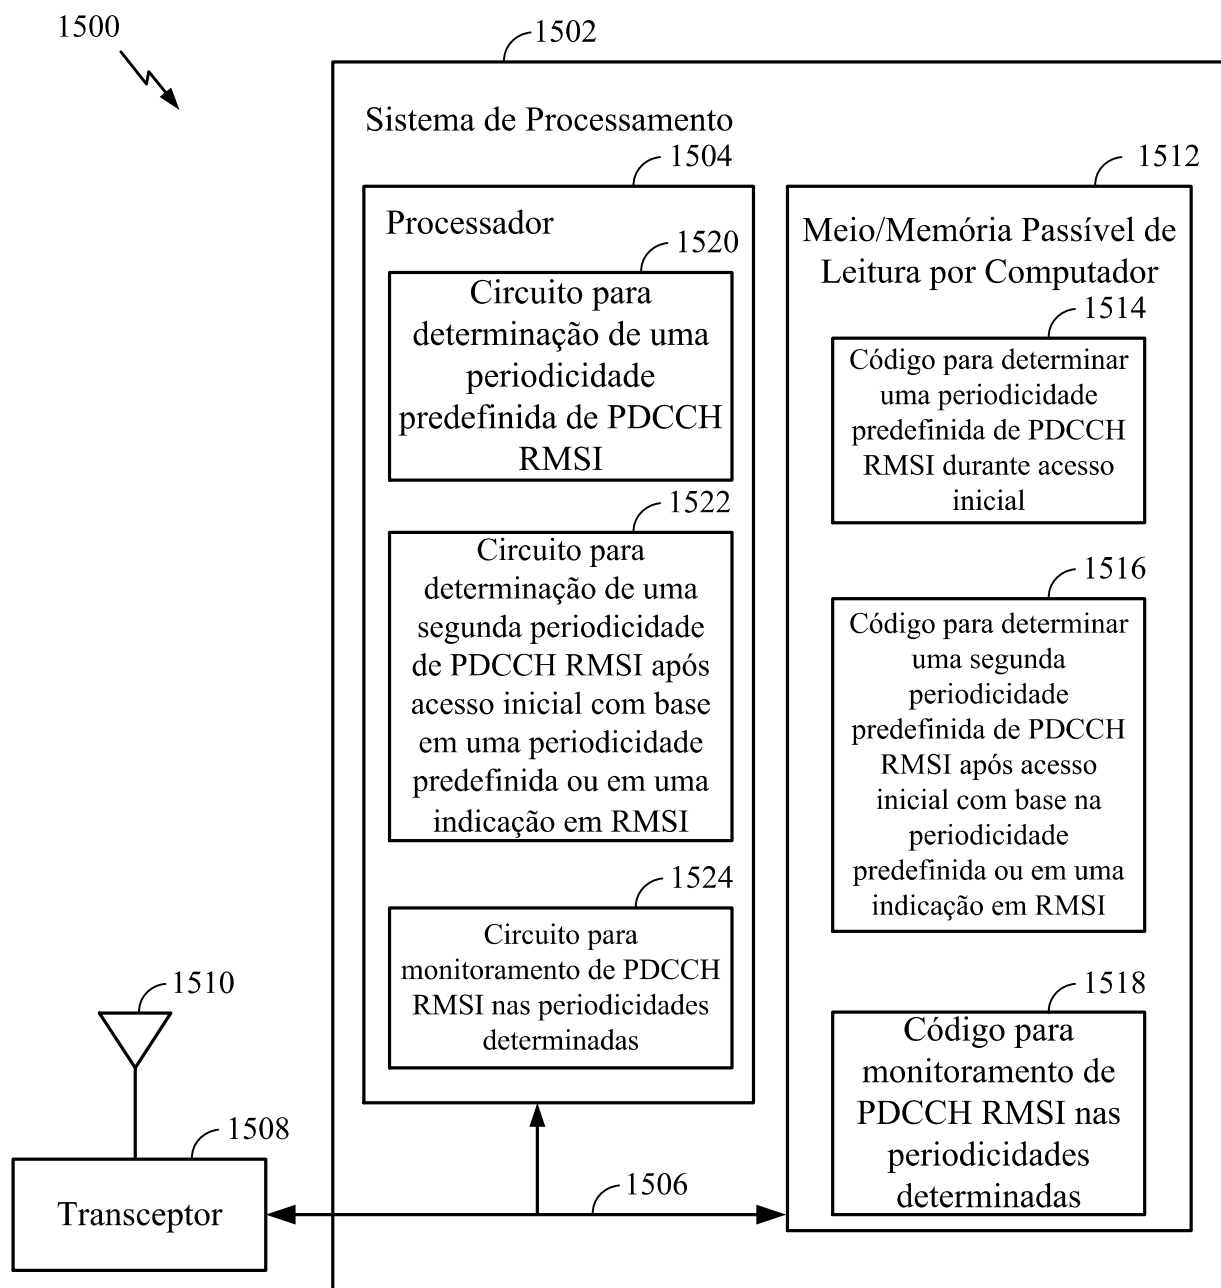 1500
1502
Sistema de Processamento
1504
Processador
1520
Circuito para
determinação de uma
periodicidade
predefinida de PDCCH
RMSI
1522
Circuito para
determinação de uma
segunda periodicidade
de PDCCH RMSI após
acesso inicial com base
em uma periodicidade
predefinida ou em uma
indicação em RMSI
1524
Circuito para
monitoramento de PDCCH
RMSI nas periodicidades
determinadas
1512
Meio/Memória Passível de
Leitura por Computador
1514
Código para determinar
uma periodicidade
predefinida de PDCCH
RMSI durante acesso
inicial
1516
Código para determinar
uma segunda
periodicidade
predefinida de PDCCH
RMSI após acesso
inicial com base na
periodicidade
predefinida ou em uma
indicação em RMSI
1518
Código para
monitoramento de
PDCCH RMSI nas
periodicidades
determinadas
1510
1508
Transceptor
1506